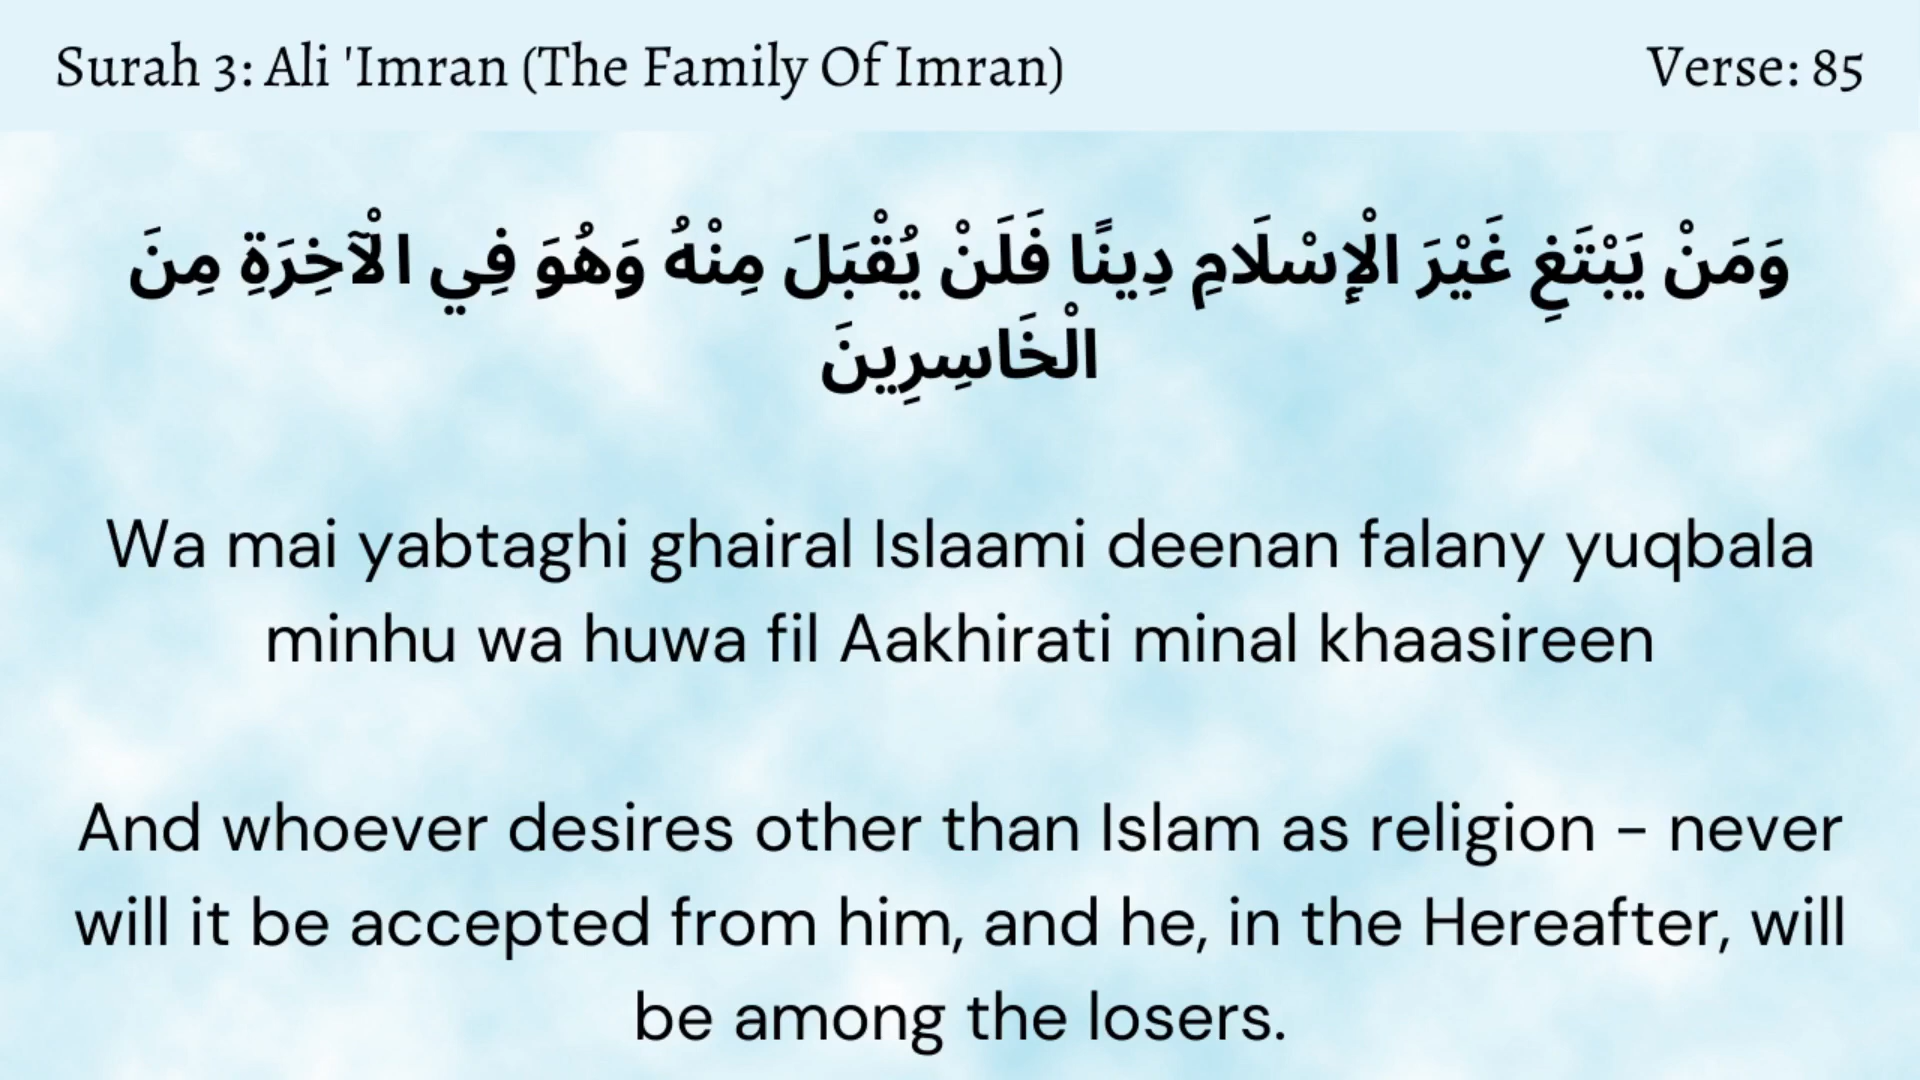 Surah 3: Ali 'Imran (The Family Of Imran)
Verse: 85
وَمَنْ يَبْتَغِ غَيْرَ الْإِسْلَامِ دِينًا فَلَنْ يُقْبَلَ مِنْهُ وَهُوَ فِي الْآخِرَةِ مِنَ
الْخَاسِرِينَ
Wa mai yabtaghi ghairal Islaami deenan falany yuqbala
minhu wa huwa fil Aakhirati minal khaasireen
And whoever desires other than Islam as religion – never
will it be accepted from him, and he, in the Hereafter, will
be among the losers.